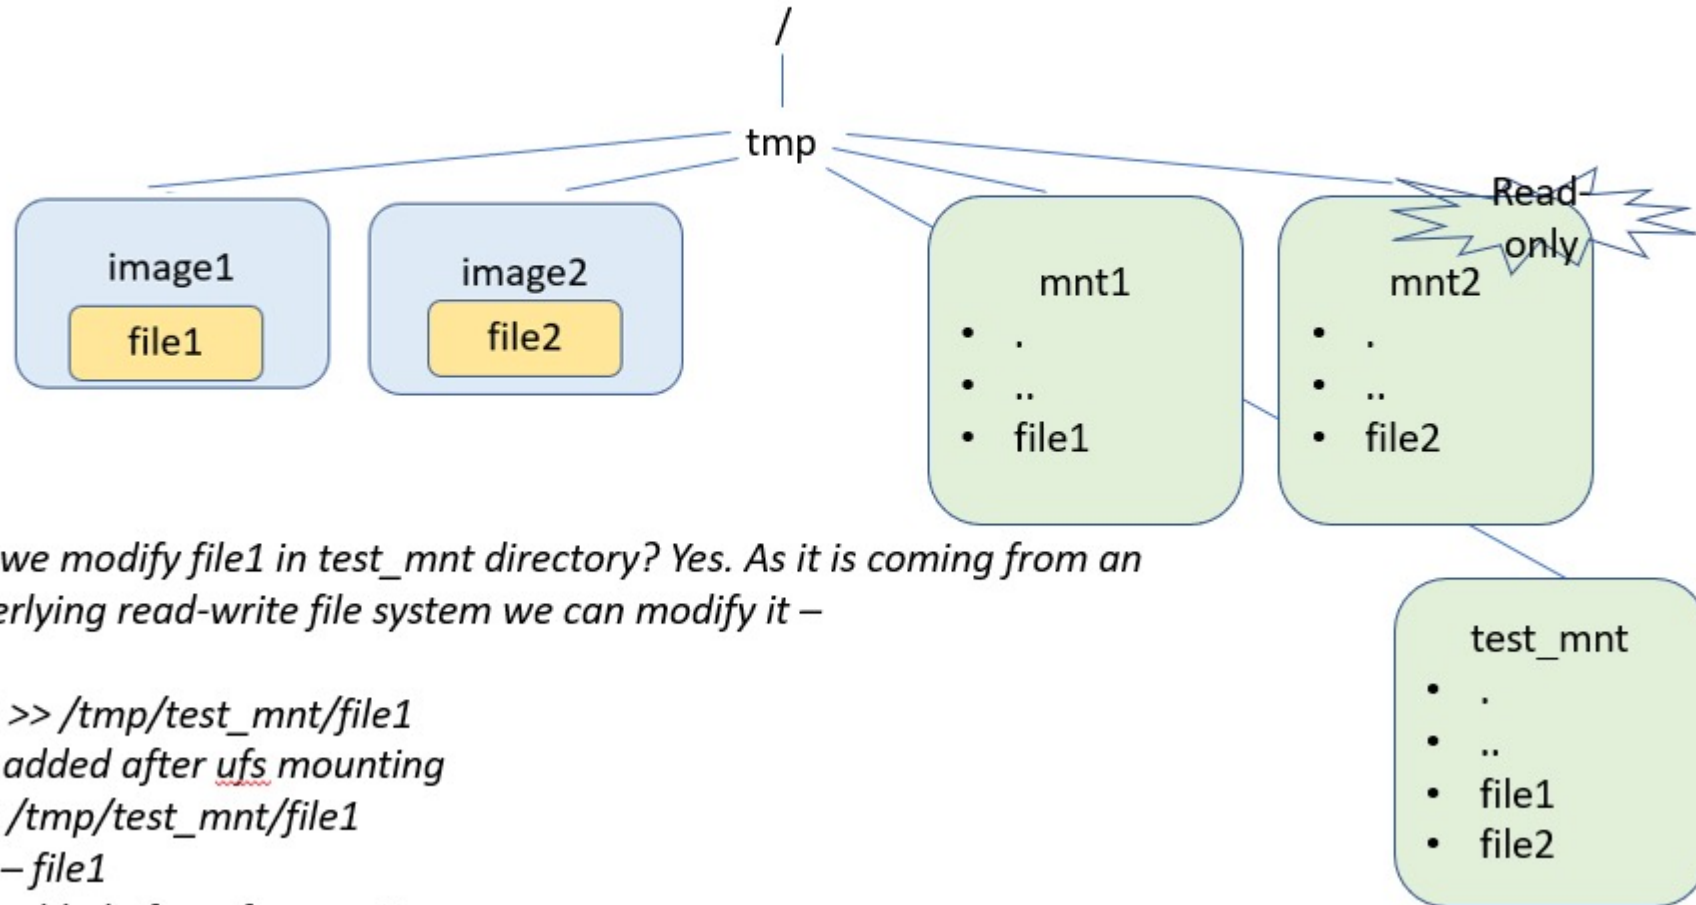 /
tmp
image1
file1
image2
file2
mnt1
• .
• ..
• file1
Read-
only
mnt2
• .
• ..
• file2
we modify file1 in test_mnt directory? Yes. As it is coming from an
erlying read-write file system we can modify it –
>> /tmp/test_mnt/file1
added after ufs mounting
/tmp/test_mnt/file1
– file1
test_mnt
• .
• ..
• file1
• file2